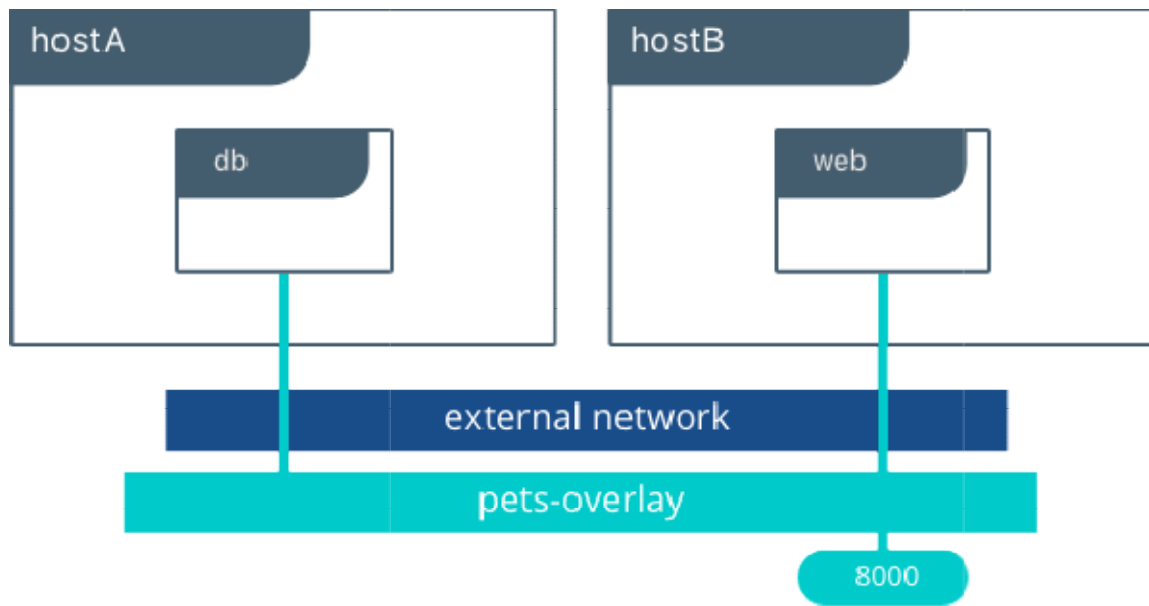 hostA
hostB
db
web
external network
pets-overlay
8000